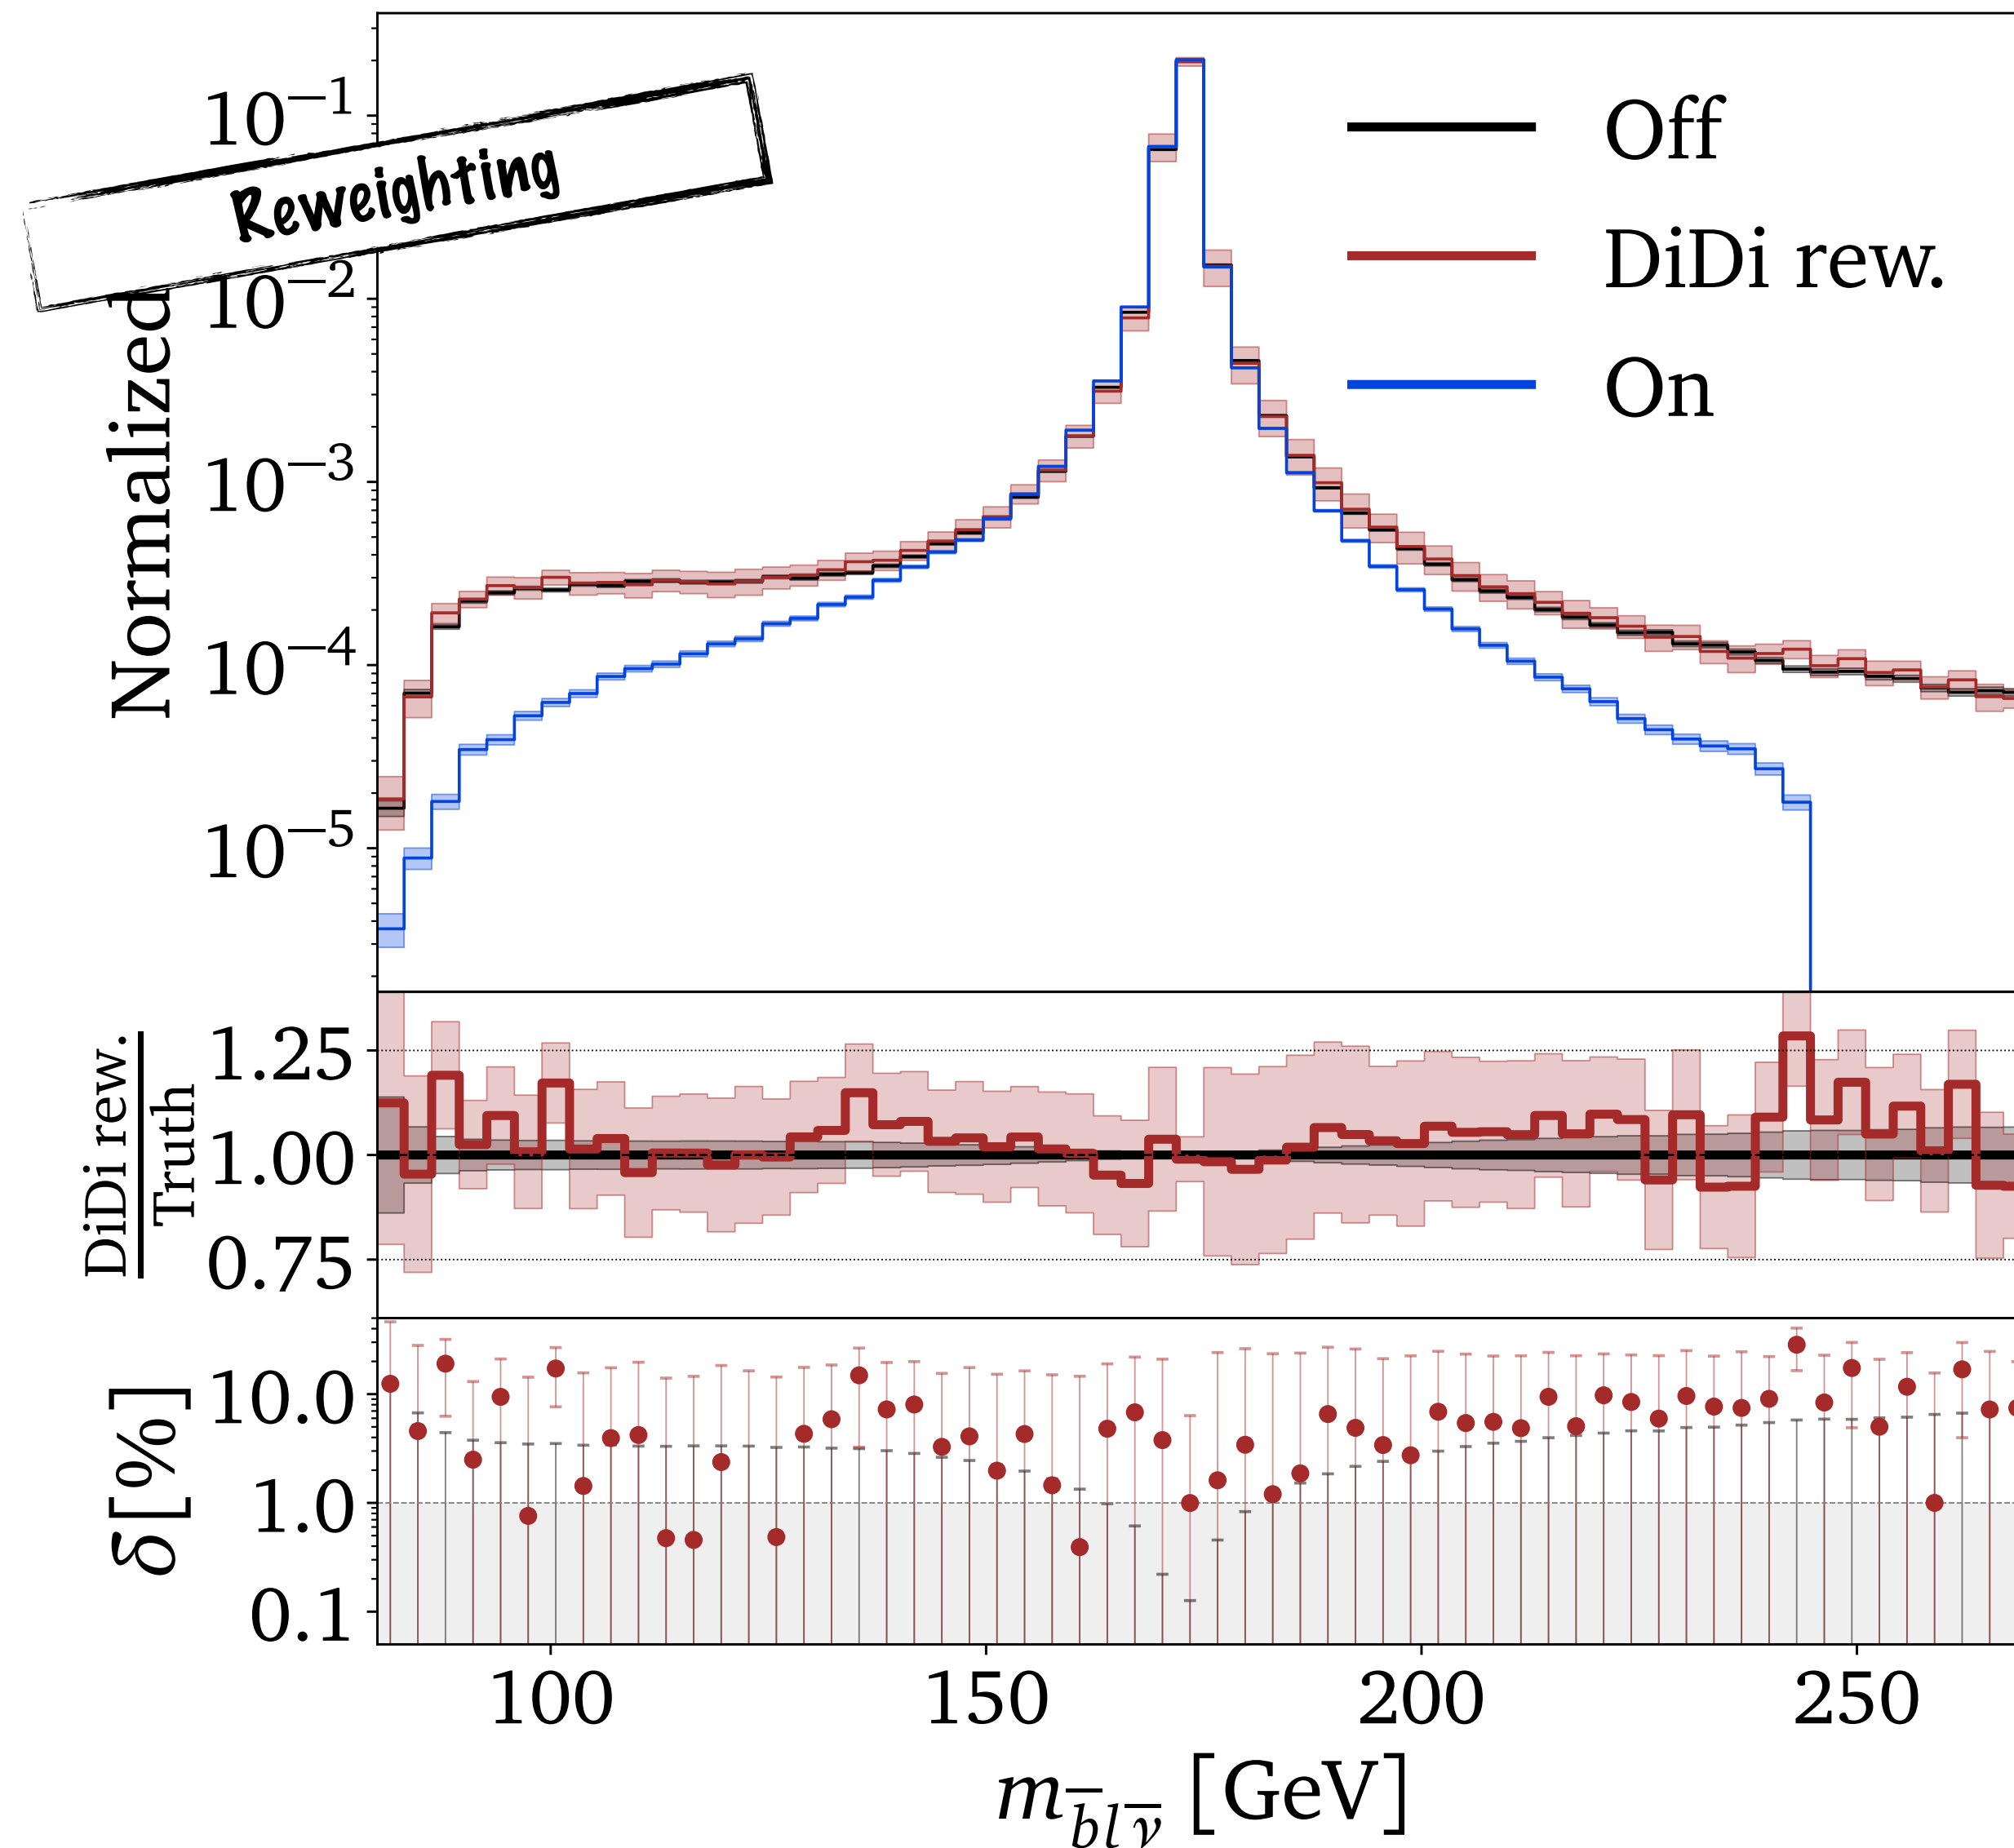 Reweighting
Normalized
10⁻¹
10⁻²
10⁻³
10⁻⁴
10⁻⁵
Off
DiDi rew.
On
DiDi rew.
Truth
1.25
1.00
0.75
δ[%]
10.0
1.0
0.1
100 150 200 250
m_{b̅ l ν̅} [GeV]